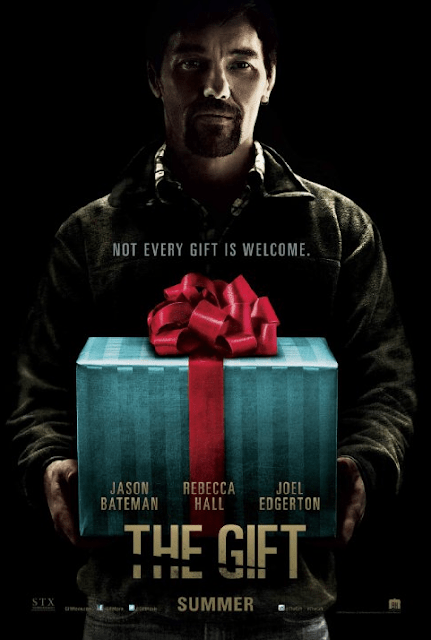 NOT EVERY GIFT IS WELCOME.
JASON BATEMAN
REBECCA HALL
JOEL EDGERTON
THE GIFT
STX
SUMMER